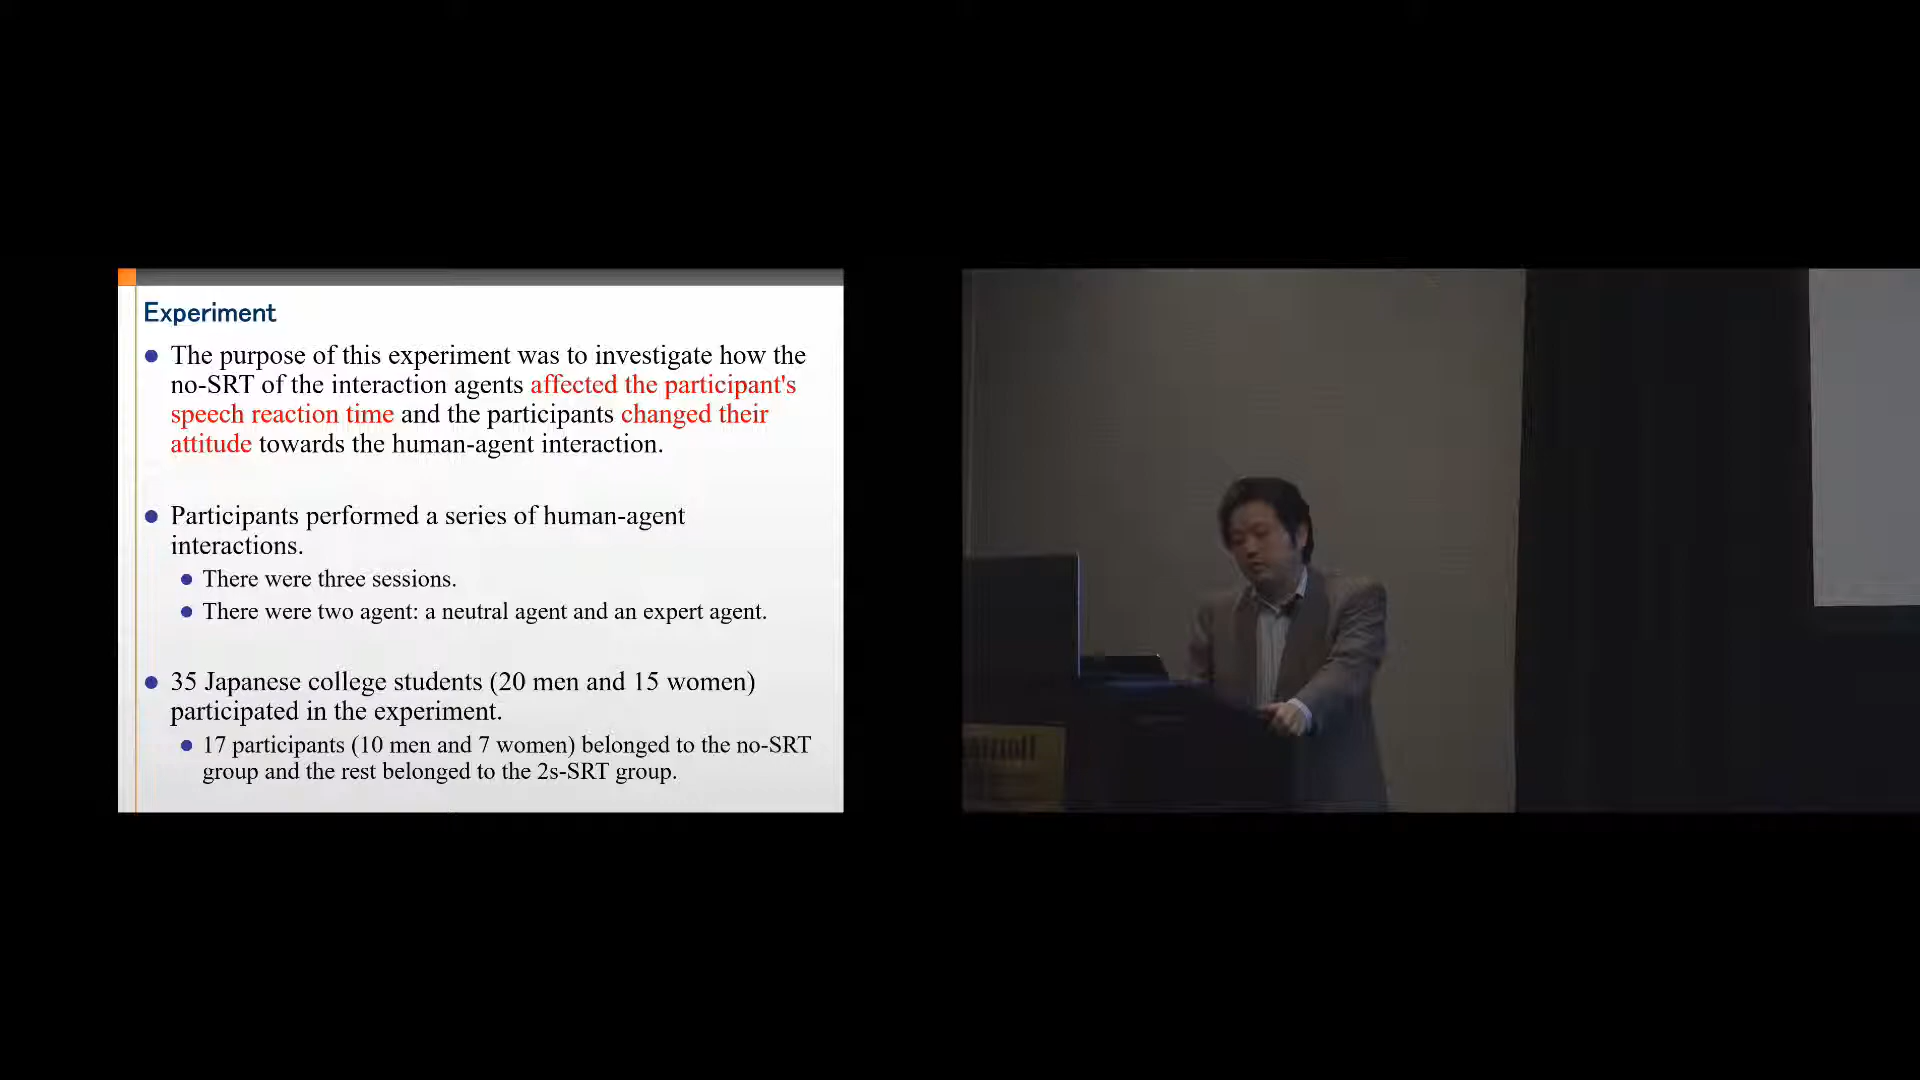 Experiment
The purpose of this experiment was to investigate how the
no-SRT of the interaction agents affected the participant's
speech reaction time and the participants changed their
attitude towards the human-agent interaction.
Participants performed a series of human-agent
interactions.
There were three sessions.
There were two agent: a neutral agent and an expert agent.
35 Japanese college students (20 men and 15 women)
participated in the experiment.
17 participants (10 men and 7 women) belonged to the no-SRT
group and the rest belonged to the 2s-SRT group.